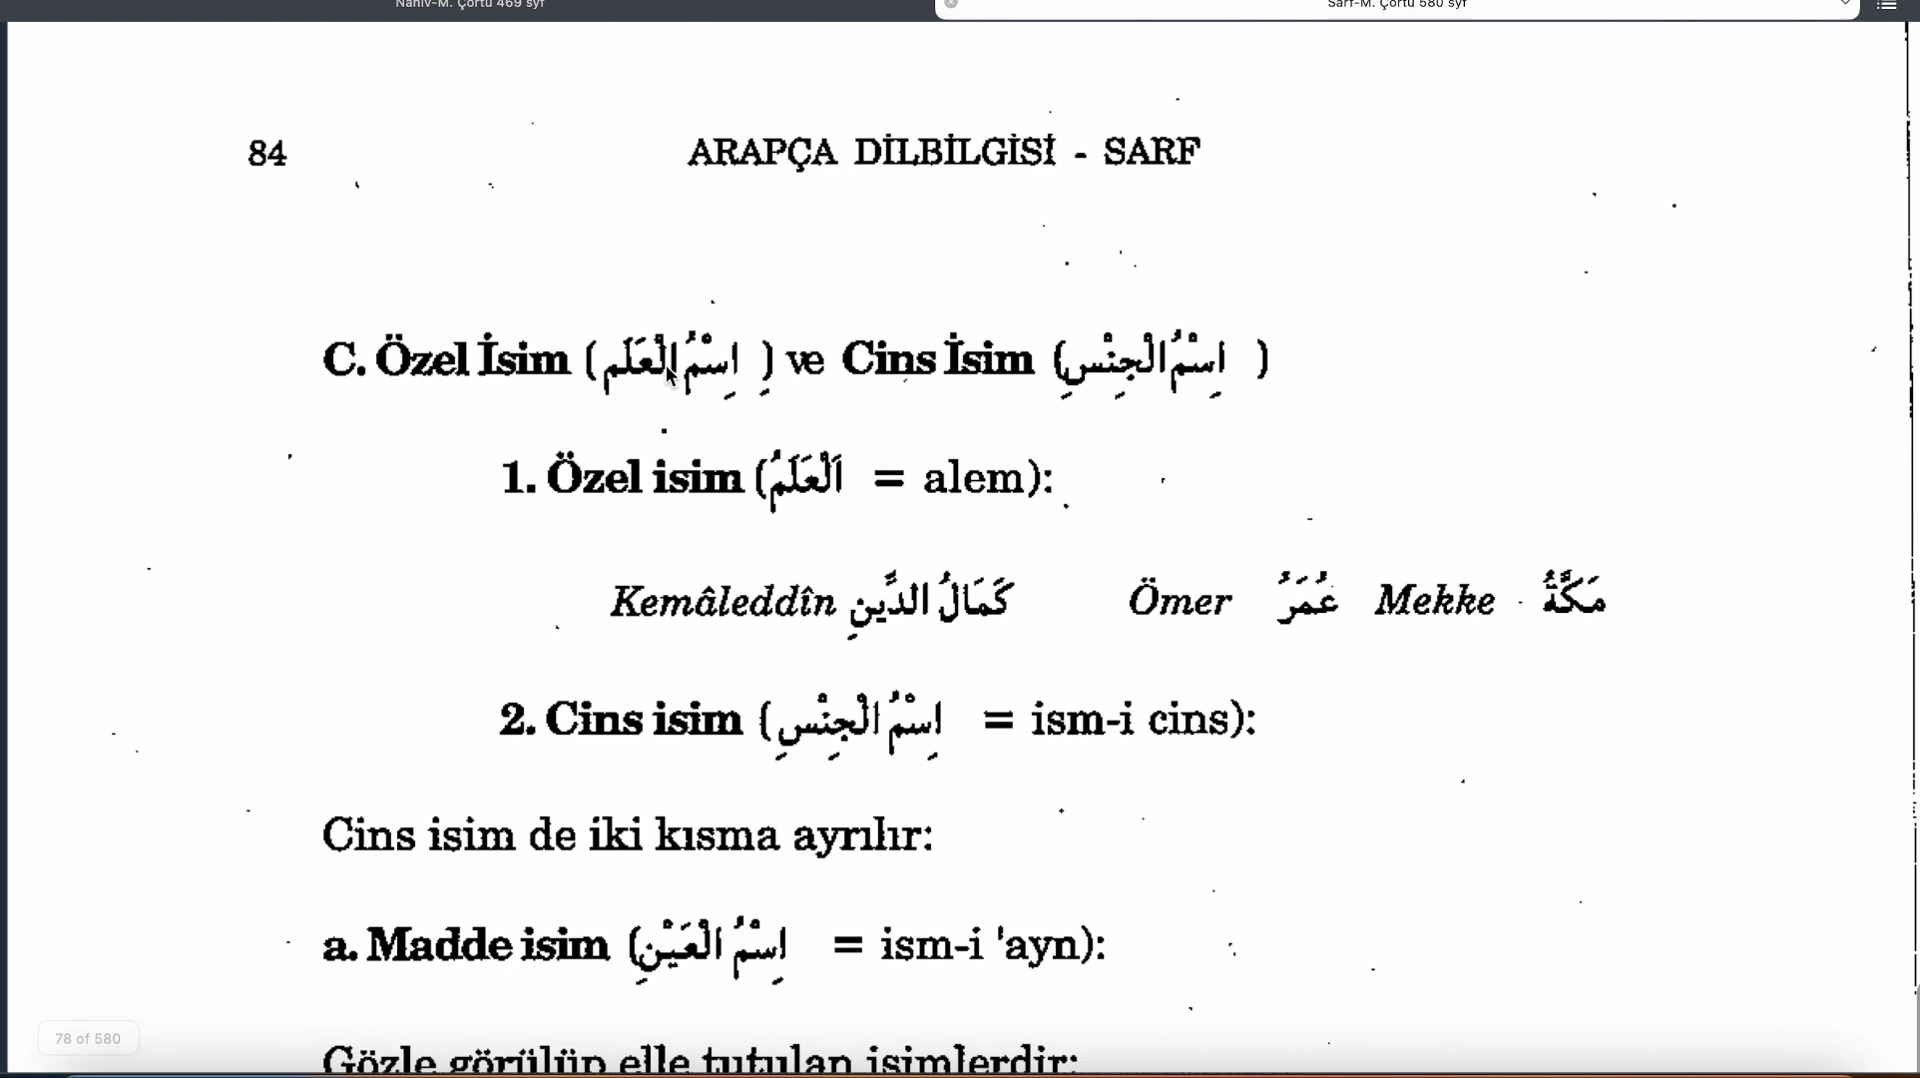 Nahiv-M. Çörtü 469 syf
Sarf-M. Çörtü 580 syf
84 ARAPÇA DİLBİLGİSİ - SARF
C. Özel İsim (اِسْمُ الْعَلَمِ) ve Cins İsim (اِسْمُ الْجِنْسِ)
1. Özel isim (اَلْعَلَمُ = alem):
Kemâleddîn كَمَالُ الدِّينِ Ömer عُمَرُ Mekke مَكَّةُ
2. Cins isim (اِسْمُ الْجِنْسِ = ism-i cins):
Cins isim de iki kısma ayrılır:
a. Madde isim (اِسْمُ الْعَيْنِ = ism-i 'ayn):
78 of 580
Gözle görülüp elle tutulan isimlerdir: